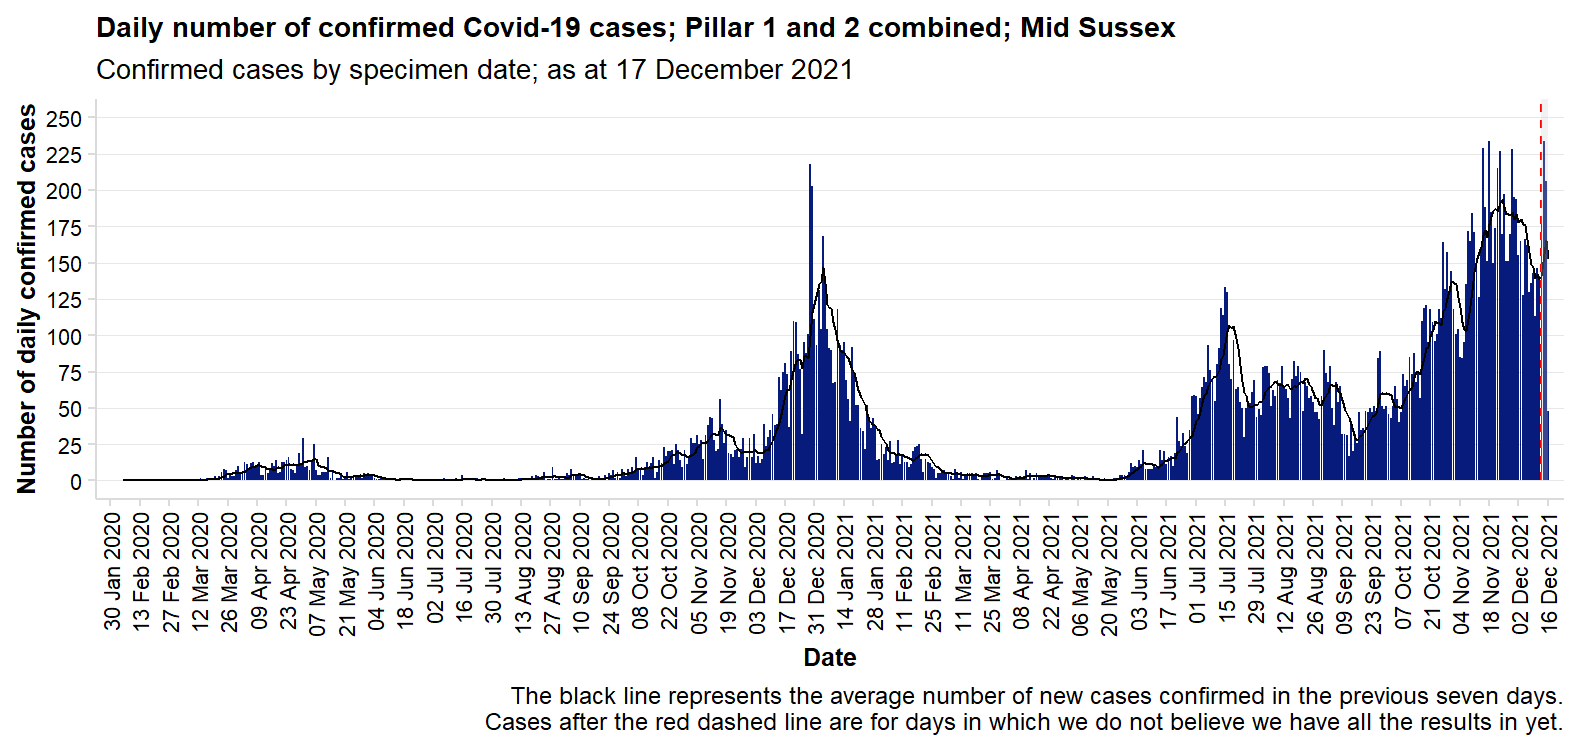 Daily number of confirmed Covid-19 cases; Pillar 1 and 2 combined; Mid Sussex
Confirmed cases by specimen date; as at 17 December 2021
Number of daily confirmed cases
250
225
200
175
150
125
100
75
50
25
0
30 Jan 2020
13 Feb 2020
27 Feb 2020
12 Mar 2020
26 Mar 2020
09 Apr 2020
23 Apr 2020
07 May 2020
21 May 2020
04 Jun 2020
18 Jun 2020
02 Jul 2020
16 Jul 2020
30 Jul 2020
13 Aug 2020
27 Aug 2020
10 Sep 2020
24 Sep 2020
08 Oct 2020
22 Oct 2020
05 Nov 2020
19 Nov 2020
03 Dec 2020
17 Dec 2020
31 Dec 2020
14 Jan 2021
28 Jan 2021
11 Feb 2021
25 Feb 2021
11 Mar 2021
25 Mar 2021
08 Apr 2021
22 Apr 2021
06 May 2021
20 May 2021
03 Jun 2021
17 Jun 2021
01 Jul 2021
15 Jul 2021
29 Jul 2021
12 Aug 2021
26 Aug 2021
09 Sep 2021
23 Sep 2021
07 Oct 2021
21 Oct 2021
04 Nov 2021
18 Nov 2021
02 Dec 2021
16 Dec 2021
Date
The black line represents the average number of new cases confirmed in the previous seven days.
Cases after the red dashed line are for days in which we do not believe we have all the results in yet.